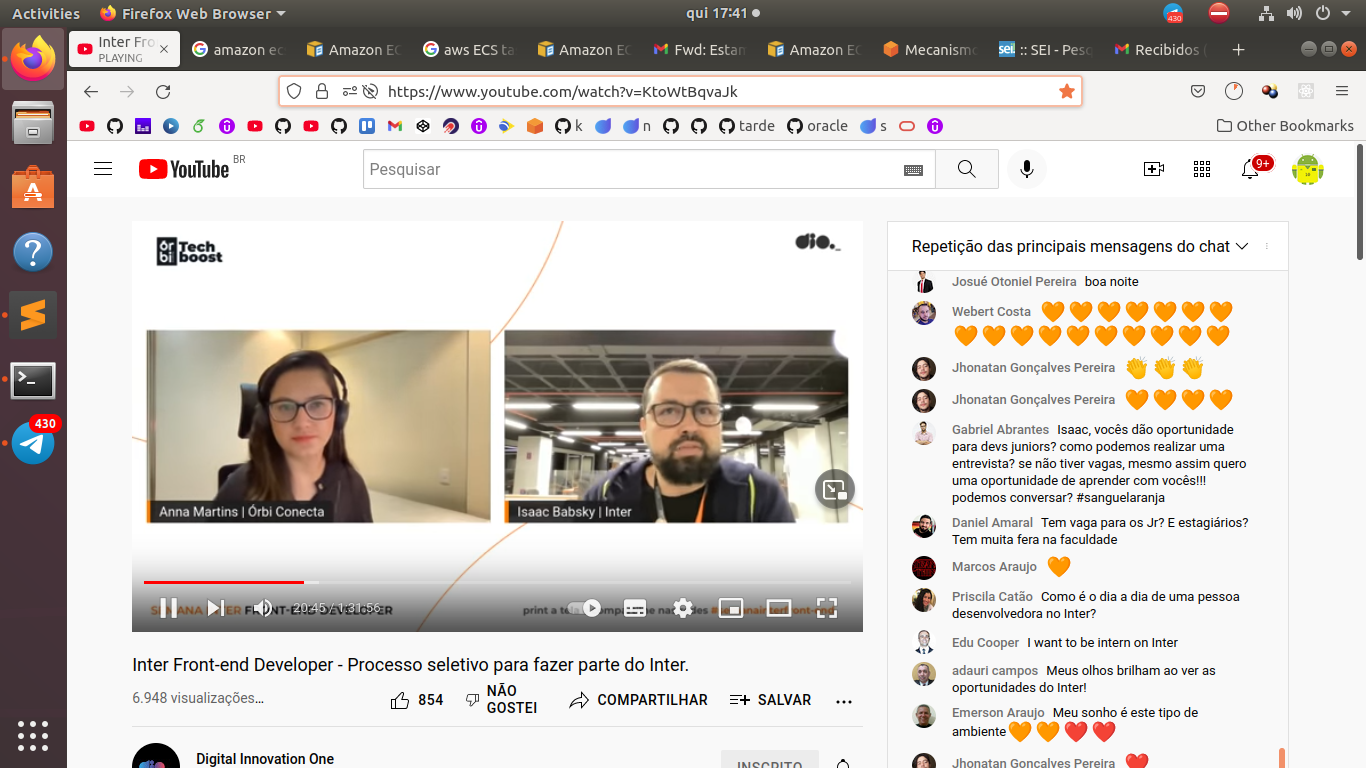 Activities
Firefox Web Browser
qui 17:41
430
Inter Fro
PLAYING
amazon ec
Amazon EC
aws ECS ta
Amazon EC
Fwd: Estan
Amazon EC
Mecanismo
sei
:: SEI - Pesq
Recibidos (
https://www.youtube.com/watch?v=KtoWtBqvaJk
k
n
tarde
oracle
s
Other Bookmarks
YouTube
BR
Pesquisar
9+
430
órbi
Tech
boost
dio._
Anna Martins | Órbi Conecta
Isaac Babsky | Inter
20:45 / 1:31:56
Inter Front-end Developer - Processo seletivo para fazer parte do Inter.
6.948 visualizações...
854
NÃO
GOSTEI
COMPARTILHAR
SALVAR
Digital Innovation One
INSCRITO
Repetição das principais mensagens do chat
Josué Otoniel Pereira boa noite
Webert Costa 🧡🧡🧡🧡🧡🧡🧡
🧡🧡🧡🧡🧡🧡🧡🧡🧡🧡
Jhonatan Gonçalves Pereira 👏👏👏
Jhonatan Gonçalves Pereira 🧡🧡🧡🧡
Gabriel Abrantes Isaac, vocês dão oportunidade
para devs juniors? como podemos realizar uma
entrevista? se não tiver vagas, mesmo assim quero
uma oportunidade de aprender com vocês!!!
podemos conversar? #sanguelaranja
Daniel Amaral Tem vaga para os Jr? E estagiários?
Tem muita fera na faculdade
Marcos Araujo 🧡
Priscila Catão Como é o dia a dia de uma pessoa
desenvolvedora no Inter?
Edu Cooper I want to be intern on Inter
adauri campos Meus olhos brilham ao ver as
oportunidades do Inter!
Emerson Araujo Meu sonho é este tipo de
ambiente🧡🧡❤️❤️
Jhonatan Gonçalves Pereira ❤️